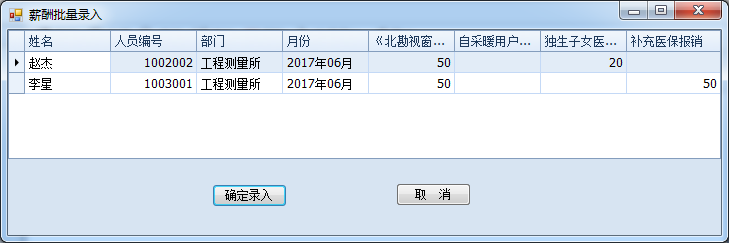 薪酬批量录入
姓名 人员编号 部门 月份 《北勘视窗... 自采暖用户... 独生子女医... 补充医保报销
赵杰 1002002 工程测量所 2017年06月 50 20
李星 1003001 工程测量所 2017年06月 50 50
确定录入 取 消